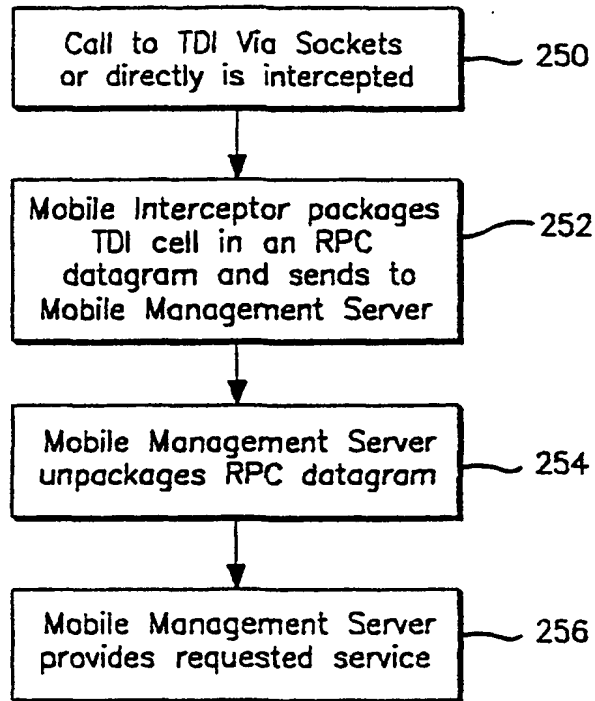 Call to TDI Via Sockets
or directly is intercepted
250
Mobile Interceptor packages
TDI cell in an RPC
datagram and sends to
Mobile Management Server
252
Mobile Management Server
unpackages RPC datagram
254
Mobile Management Server
provides requested service
256